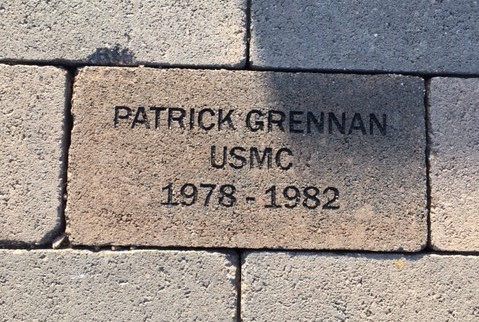 PATRICK GRENNAN
USMC
1978 - 1982